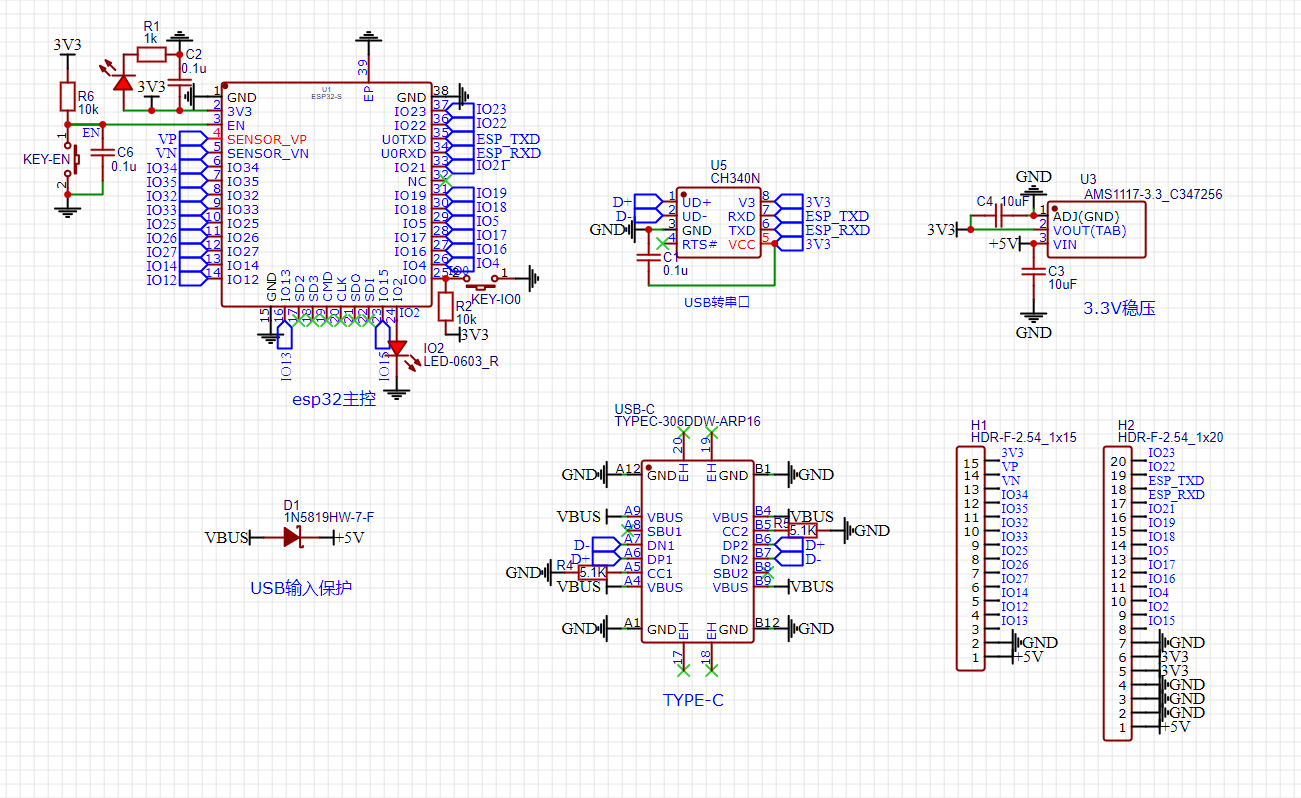 R1
1k
3V3
C2
0.1u
3V3
R6
10k
EN
KEY-EN
1
2
C6
0.1u
U1
ESP32-S
39
EP
1 GND
2 3V3
3 EN
VP 4 SENSOR_VP
VN 5 SENSOR_VN
IO34 6 IO34
IO35 7 IO35
IO32 8 IO32
IO33 9 IO33
IO25 10 IO25
IO26 11 IO26
IO27 12 IO27
IO14 13 IO14
IO12 14 IO12
GND 38
IO23 37 IO23
IO22 36 IO22
U0TXD 35 ESP_TXD
U0RXD 34 ESP_RXD
IO21 33 IO21
NC 32
IO19 31 IO19
IO18 30 IO18
IO5 29 IO5
IO17 28 IO17
IO16 27 IO16
IO4 26 IO4
IO0 25
2 1
KEY-IO0
GND IO13 SD2 SD3 CMD CLK SDO SDI IO15 IO2
15 16 17 18 19 20 21 22 23 24
IO2
IO13
IO15
R2
10k
3V3
IO2
LED-0603_R
esp32主控
U5
CH340N
D+ 1 UD+ V3 8 3V3
D- 2 UD- RXD 7 ESP_TXD
GND 3 GND TXD 6 ESP_RXD
4 RTS# VCC 5 3V3
C1
0.1u
USB转串口
GND
U3
AMS1117-3.3_C347256
C4 10uF
1 ADJ(GND)
3V3 2 VOUT(TAB)
+5V 3 VIN
C3
10uF
GND
3.3V稳压
USB-C
TYPEC-306DDW-ARP16
20 19
EH EH
GND A12 GND GND B1 GND
VBUS A9 VBUS VBUS B4 VBUS
A8 SBU1 CC2 B5 R5 5.1K GND
D- A7 DN1 DP2 B6 D+
D+ A6 DP1 DN2 B7 D-
GND R4 5.1K A5 CC1 SBU2 B8
VBUS A4 VBUS VBUS B9 VBUS
GND A1 GND GND B12 GND
EH EH
17 18
TYPE-C
D1
1N5819HW-7-F
VBUS +5V
USB输入保护
H1
HDR-F-2.54_1x15
15 3V3
14 VP
13 VN
12 IO34
11 IO35
10 IO32
9 IO33
8 IO25
7 IO26
6 IO27
5 IO14
4 IO12
3 IO13
2 GND
1 +5V
H2
HDR-F-2.54_1x20
20 IO23
19 IO22
18 ESP_TXD
17 ESP_RXD
16 IO21
15 IO19
14 IO18
13 IO5
12 IO17
11 IO16
10 IO4
9 IO2
8 IO15
7 GND
6 3V3
5 3V3
4 GND
3 GND
2 GND
1 +5V